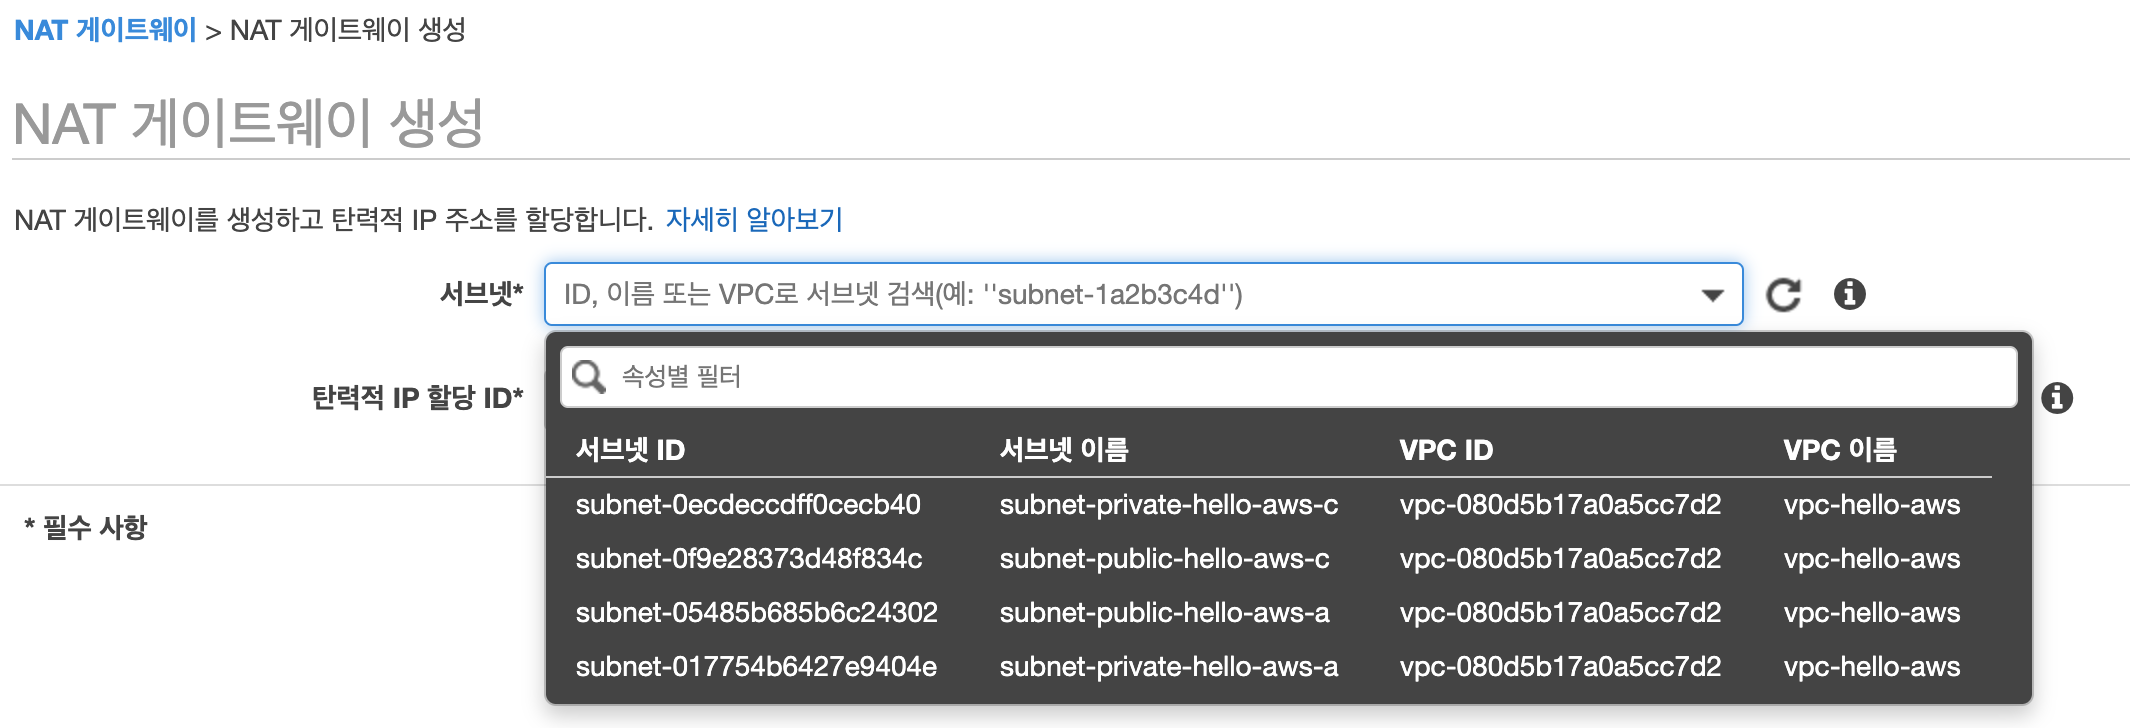 NAT 게이트웨이 > NAT 게이트웨이 생성
NAT 게이트웨이 생성
NAT 게이트웨이를 생성하고 탄력적 IP 주소를 할당합니다. 자세히 알아보기
서브넷* ID, 이름 또는 VPC로 서브넷 검색(예: ''subnet-1a2b3c4d'')
속성별 필터
탄력적 IP 할당 ID*
서브넷 ID 서브넷 이름 VPC ID VPC 이름
subnet-0ecdeccdff0cecb40 subnet-private-hello-aws-c vpc-080d5b17a0a5cc7d2 vpc-hello-aws
subnet-0f9e28373d48f834c subnet-public-hello-aws-c vpc-080d5b17a0a5cc7d2 vpc-hello-aws
subnet-05485b685b6c24302 subnet-public-hello-aws-a vpc-080d5b17a0a5cc7d2 vpc-hello-aws
subnet-017754b6427e9404e subnet-private-hello-aws-a vpc-080d5b17a0a5cc7d2 vpc-hello-aws
* 필수 사항